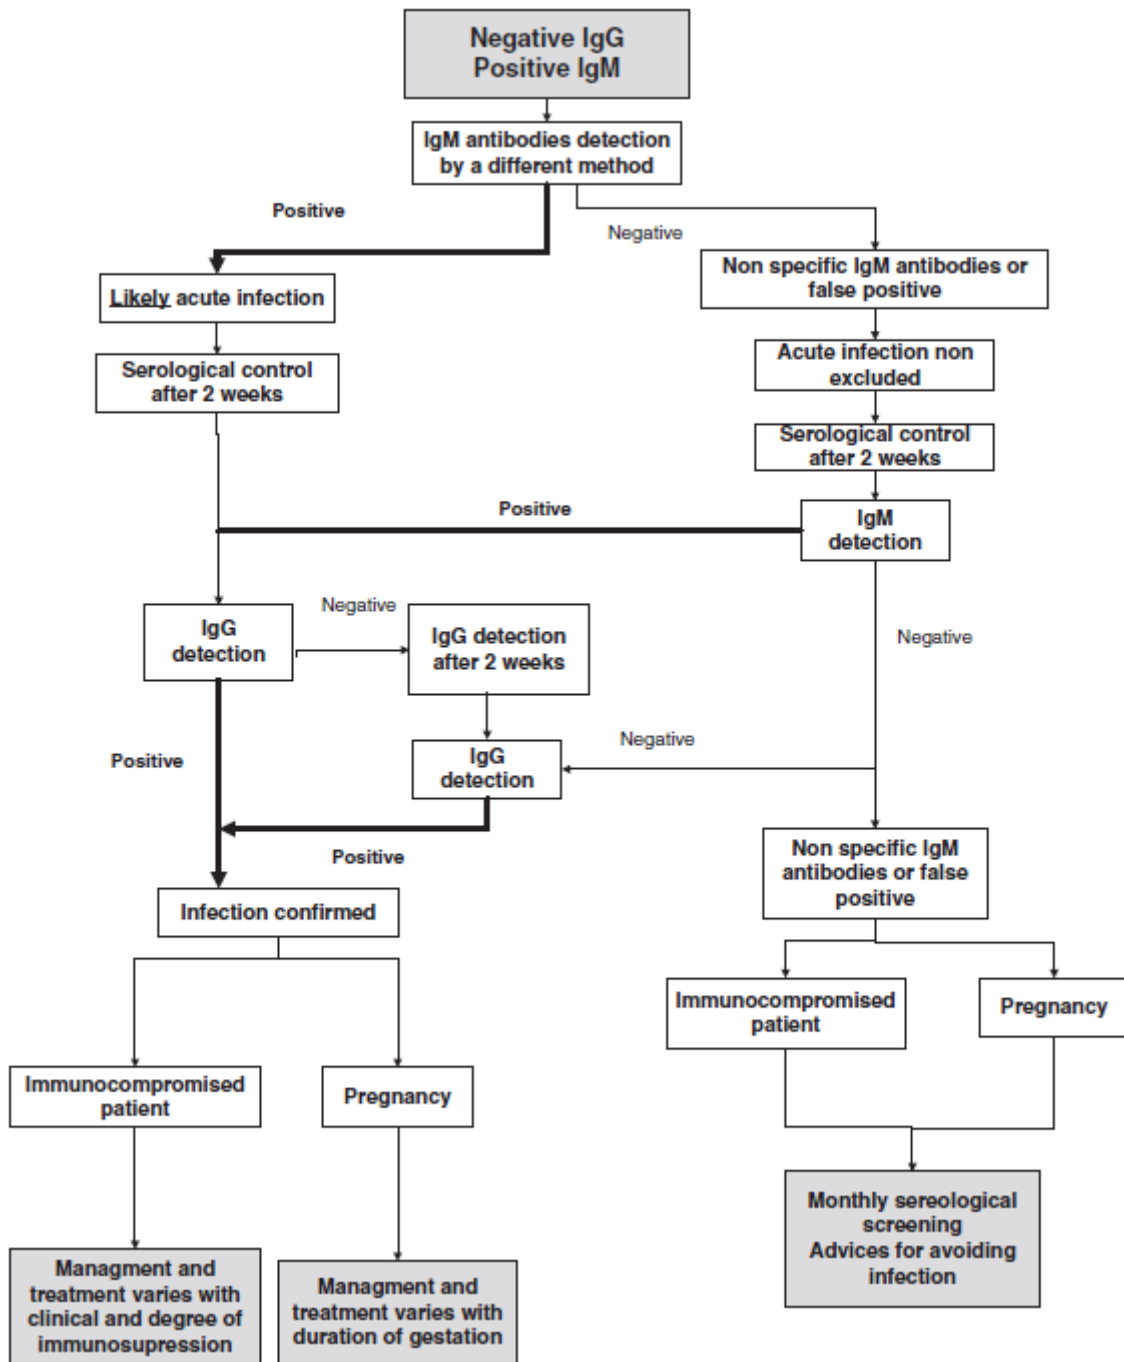 Negative IgG
Positive IgM
IgM antibodies detection
by a different method
Positive
Negative
Likely acute infection
Non specific IgM antibodies or
false positive
Serological control
after 2 weeks
Acute infection non
excluded
Serological control
after 2 weeks
Positive
IgM
detection
IgG
detection
Negative
IgG detection
after 2 weeks
Negative
Positive
IgG
detection
Negative
Positive
Non specific IgM
antibodies or false
positive
Infection confirmed
Immunocompromised
patient
Pregnancy
Immunocompromised
patient
Pregnancy
Monthly sereological
screening
Advices for avoiding
infection
Managment and
treatment varies with
clinical and degree of
immunosupression
Managment and
treatment varies with
duration of gestation